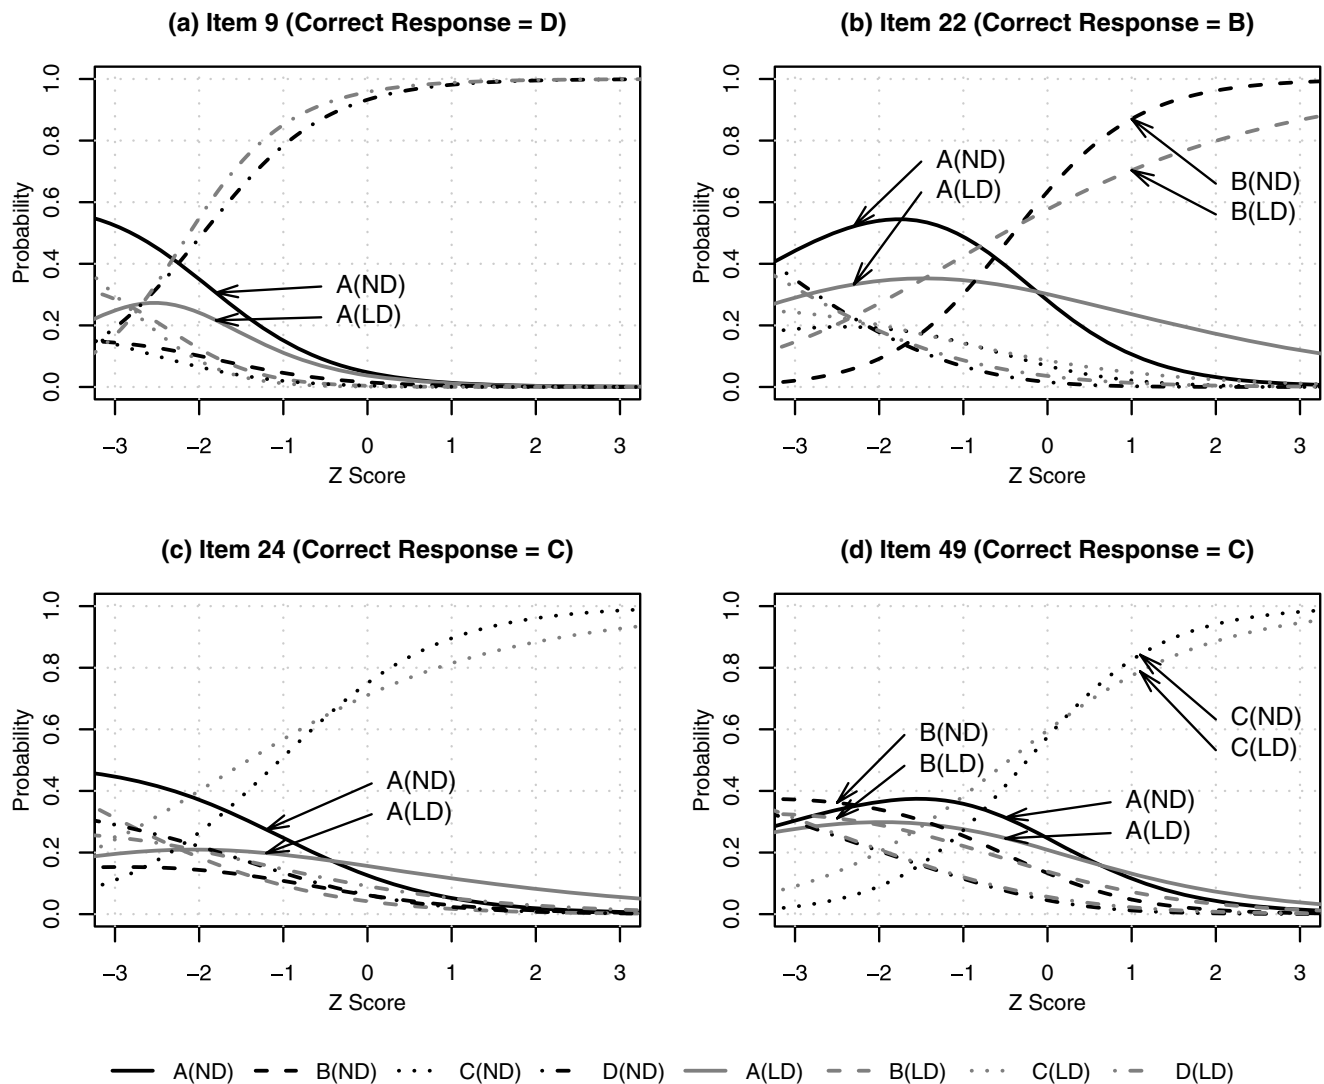 (a) Item 9 (Correct Response = D)
Probability
0.0 0.2 0.4 0.6 0.8 1.0
A(ND)
A(LD)
−3 −2 −1 0 1 2 3
Z Score
(b) Item 22 (Correct Response = B)
Probability
0.0 0.2 0.4 0.6 0.8 1.0
A(ND)
A(LD)
B(ND)
B(LD)
−3 −2 −1 0 1 2 3
Z Score
(c) Item 24 (Correct Response = C)
Probability
0.0 0.2 0.4 0.6 0.8 1.0
A(ND)
A(LD)
−3 −2 −1 0 1 2 3
Z Score
(d) Item 49 (Correct Response = C)
Probability
0.0 0.2 0.4 0.6 0.8 1.0
B(ND)
B(LD)
C(ND)
C(LD)
A(ND)
A(LD)
−3 −2 −1 0 1 2 3
Z Score
A(ND) B(ND) C(ND) D(ND) A(LD) B(LD) C(LD) D(LD)